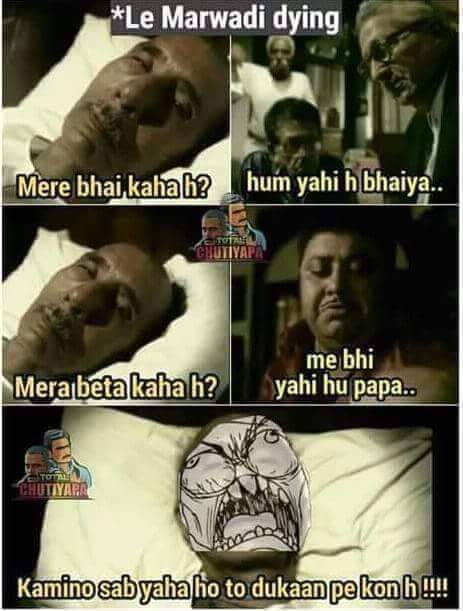 *Le Marwadi dying
Mere bhai kaha h?
hum yahi h bhaiya..
TOTAL
CHUTIYAPA
Mera beta kaha h?
me bhi
yahi hu papa..
TOTAL
CHUTIYAPA
Kamino sab yaha ho to dukaan pe kon h !!!!